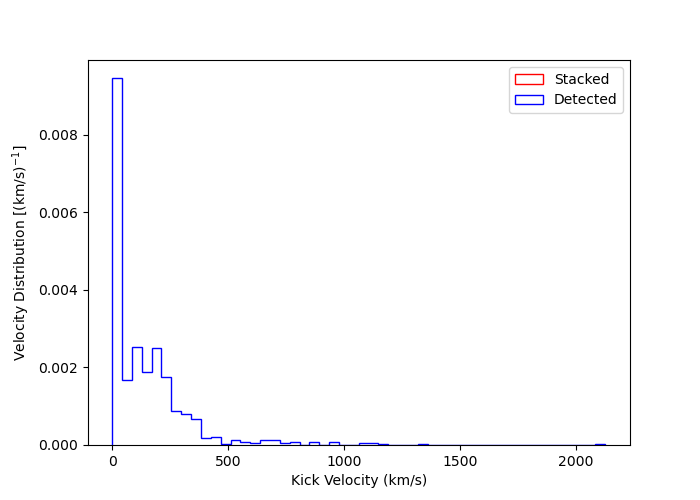 Stacked
Detected
Velocity Distribution [(km/s)⁻¹]
0.008
0.006
0.004
0.002
0.000
0
500
1000
1500
2000
Kick Velocity (km/s)